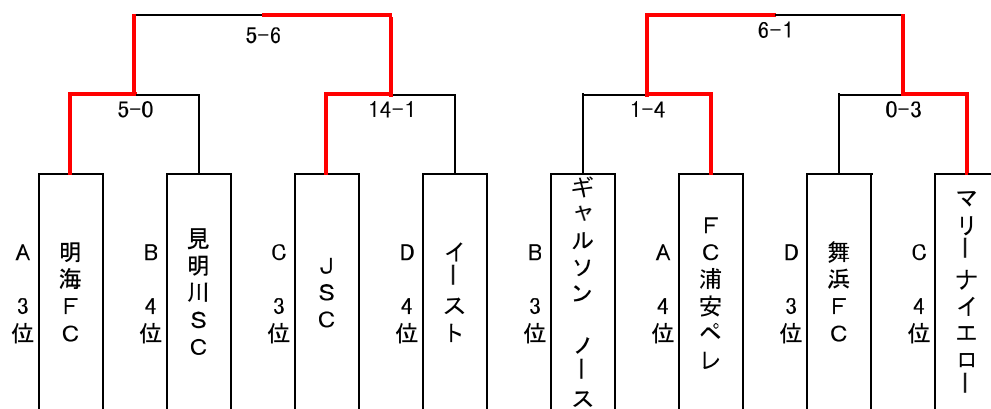 5-6
6-1
5-0
14-1
1-4
0-3
A 3位
明海FC
B 4位
見明川SC
C 3位
JSC
D 4位
イースト
B 3位
ギャルソン ノース
A 4位
FC浦安ペレ
D 3位
舞浜FC
C 4位
マリーナイエロー